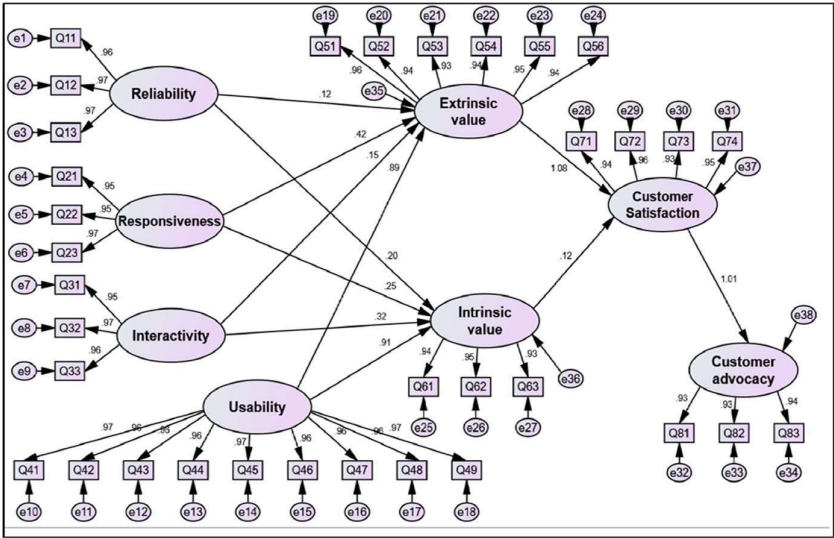 e19 e20 e21 e22 e23 e24
e1 Q11
Q51 Q52 Q53 Q54 Q55 Q56
.96
.96 .94 .93 .94 .95 .94
e2 Q12 .97
Reliability
e35
.12
Extrinsic
value
e28 e29 e30 e31
.97
e3 Q13
Q71 Q72 Q73 Q74
.42
.15
.89
.94 .96 .93 .95
e37
1.08
e4 Q21
.95
e5 Q22 .95
Responsiveness
Customer
Satisfaction
.97
e6 Q23
.20
.12
e7 Q31
.25
1.01
.95
e8 Q32 .97
Interactivity
.32
Intrinsic
value
e38
.96
e9 Q33
.91
.94 .95 .93
e36
Customer
advocacy
Q61 Q62 Q63
Usability
.93 .93 .94
e25 e26 e27
.97 .96 .95 .96 .97 .96 .96 .96 .97
Q81 Q82 Q83
Q41 Q42 Q43 Q44 Q45 Q46 Q47 Q48 Q49
e32 e33 e34
e10 e11 e12 e13 e14 e15 e16 e17 e18